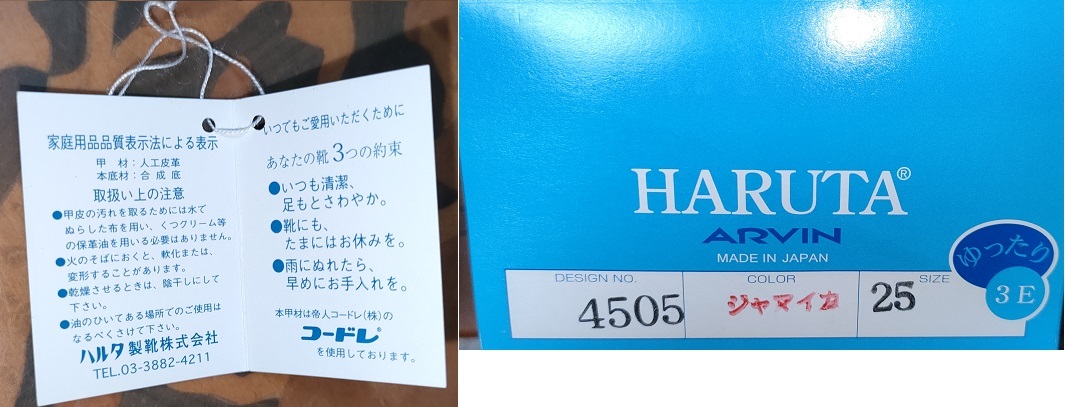 家庭用品品質表示法による表示
甲　材：人工皮革
本底材：合成底
取扱い上の注意
●甲皮の汚れを取るためには水で
ぬらした布を用い、くつクリーム等
の保革油を用いる必要はありません。
●火のそばにおくと、軟化または、
変形することがあります。
●乾燥させるときは、陰干しにして
下さい。
●油のひいてある場所でのご使用は
なるべくさけて下さい。
ハルタ製靴株式会社
TEL.03-3882-4211
いつでもご愛用いただくために
あなたの靴3つの約束
●いつも清潔、
足もとさわやか。
●靴にも、
たまにはお休みを。
●雨にぬれたら、
早めにお手入れを。
本甲材は帝人コードレ(株)の
コードレ
を使用しております。
HARUTA®
ARVIN
MADE IN JAPAN
DESIGN NO.
4505
COLOR
ジャマイカ
SIZE
25
ゆったり
3E